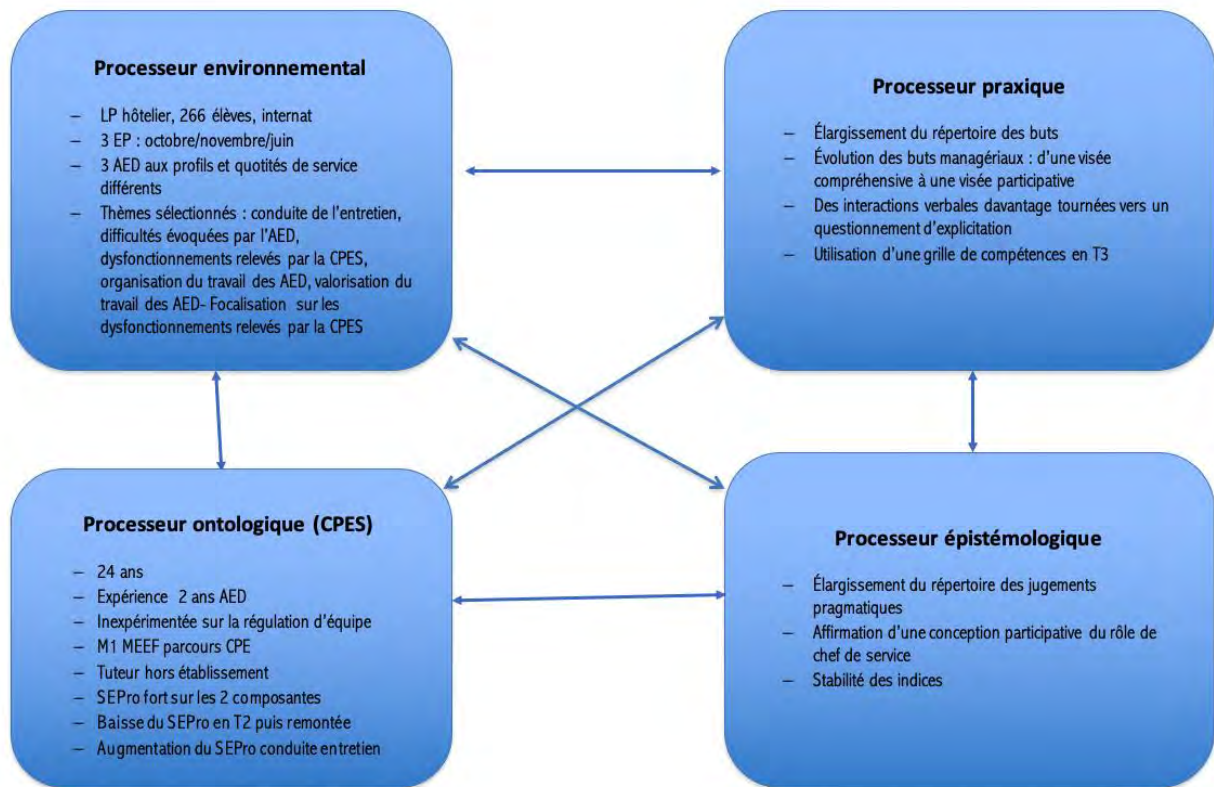 Processeur environnemental
– LP hôtelier, 266 élèves, internat
– 3 EP : octobre/novembre/juin
– 3 AED aux profils et quotités de service
différents
– Thèmes sélectionnés : conduite de l'entretien,
difficultés évoquées par l'AED,
dysfonctionnements relevés par la CPES,
organisation du travail des AED, valorisation du
travail des AED- Focalisation sur les
dysfonctionnements relevés par la CPES
Processeur praxique
– Élargissement du répertoire des buts
– Évolution des buts managériaux : d'une visée
compréhensive à une visée participative
– Des interactions verbales davantage tournées vers un
questionnement d'explicitation
– Utilisation d'une grille de compétences en T3
Processeur ontologique (CPES)
– 24 ans
– Expérience 2 ans AED
– Inexpérimentée sur la régulation d'équipe
– M1 MEEF parcours CPE
– Tuteur hors établissement
– SEPro fort sur les 2 composantes
– Baisse du SEPro en T2 puis remontée
– Augmentation du SEPro conduite entretien
Processeur épistémologique
– Élargissement du répertoire des jugements
pragmatiques
– Affirmation d'une conception participative du rôle de
chef de service
– Stabilité des indices